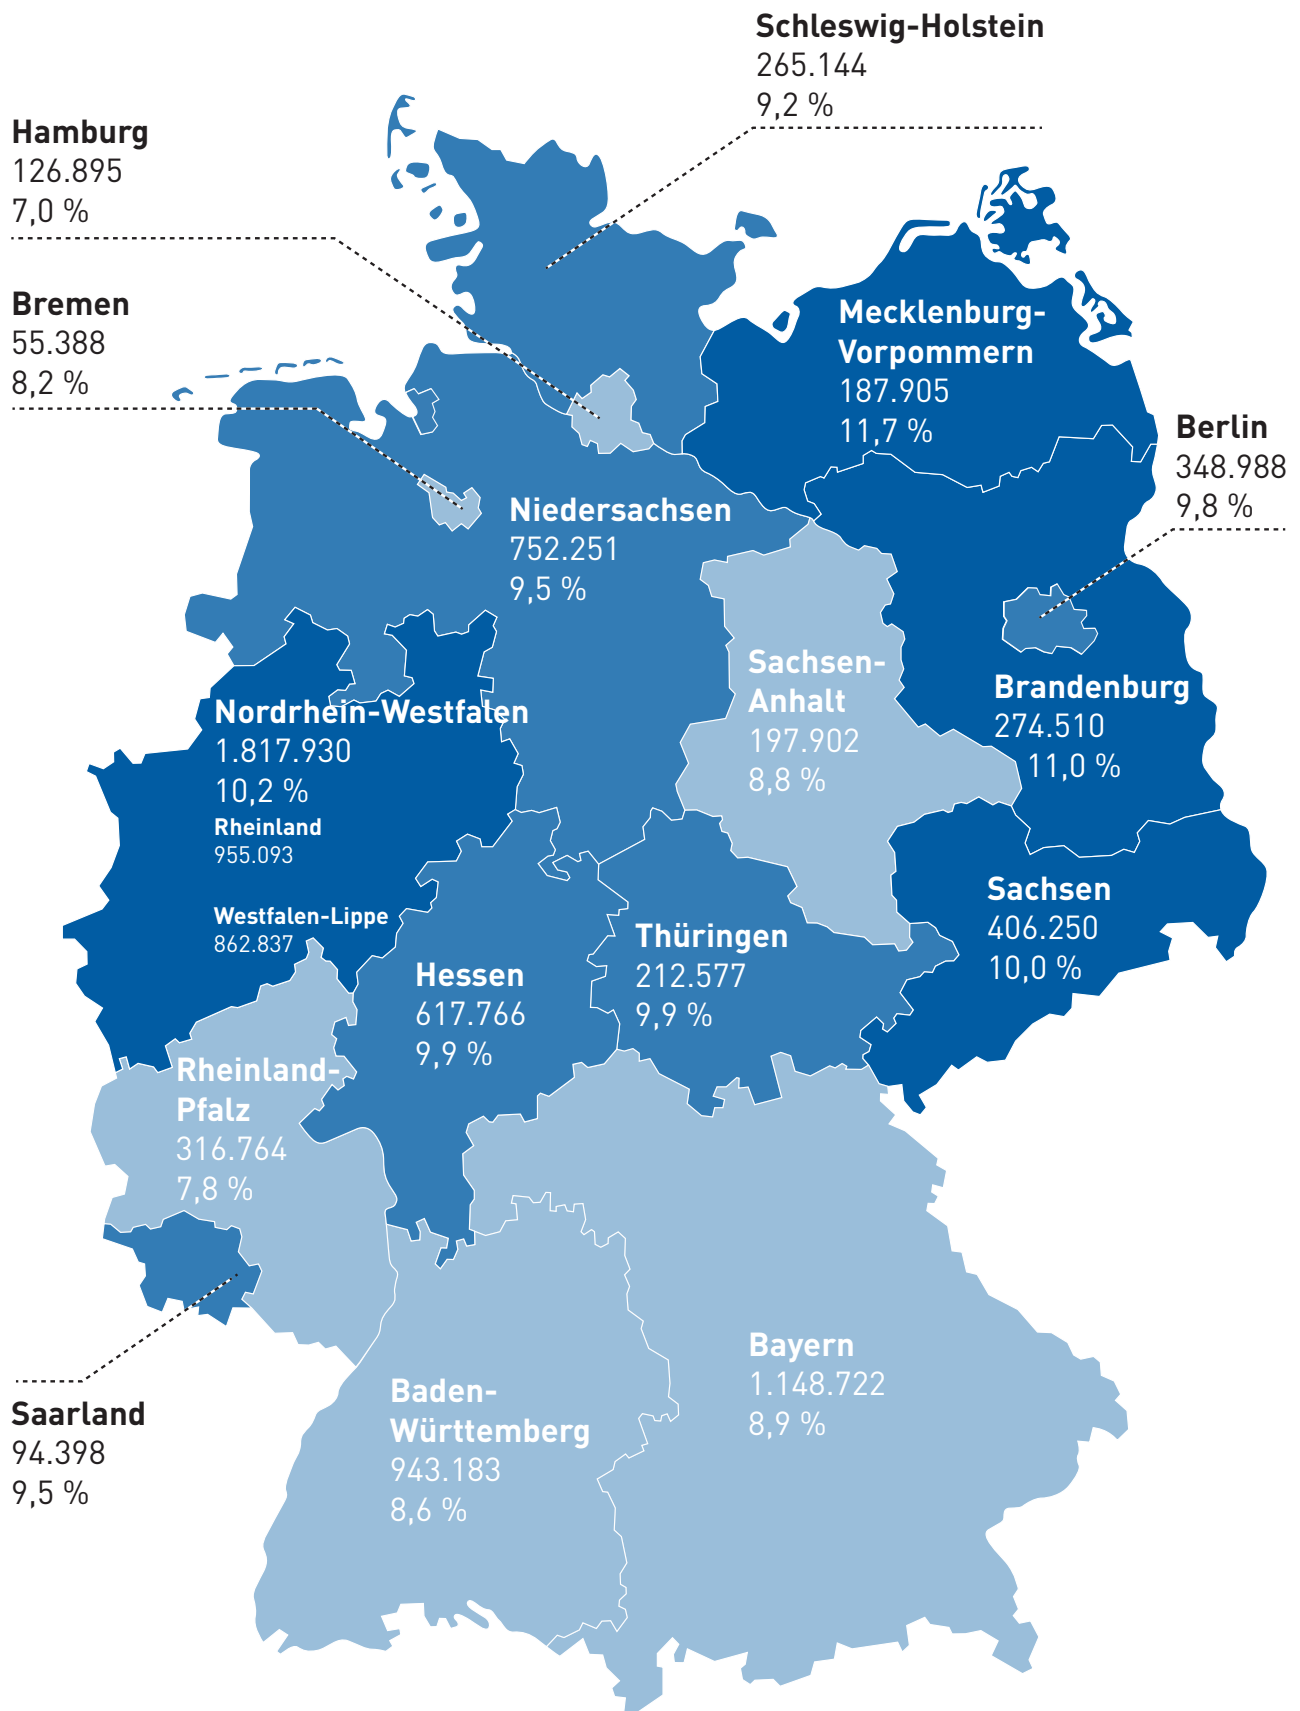 Schleswig-Holstein
265.144
9,2 %
Hamburg
126.895
7,0 %
Bremen
55.388
8,2 %
Mecklenburg-
Vorpommern
187.905
11,7 %
Berlin
348.988
9,8 %
Niedersachsen
752.251
9,5 %
Sachsen-
Anhalt
197.902
8,8 %
Brandenburg
274.510
11,0 %
Nordrhein-Westfalen
1.817.930
10,2 %
Rheinland
955.093
Westfalen-Lippe
862.837
Sachsen
406.250
10,0 %
Thüringen
212.577
9,9 %
Hessen
617.766
9,9 %
Rheinland-
Pfalz
316.764
7,8 %
Saarland
94.398
9,5 %
Baden-
Württemberg
943.183
8,6 %
Bayern
1.148.722
8,9 %